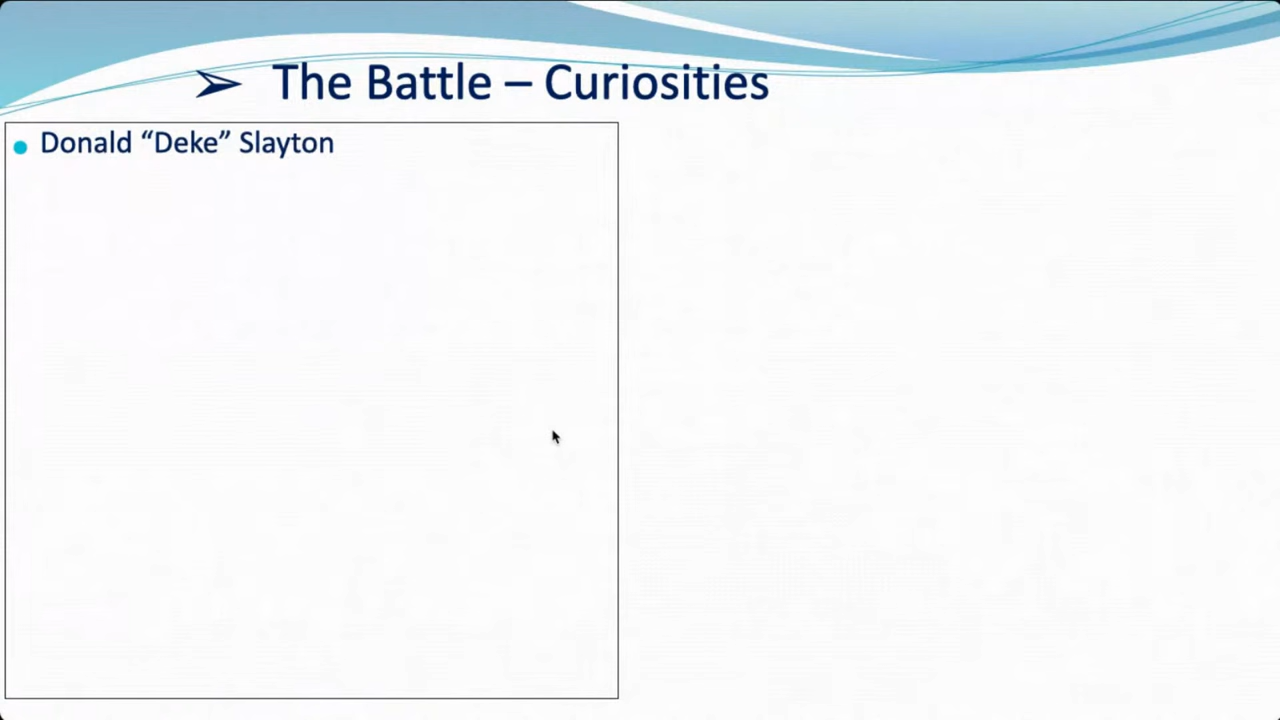 ➢ The Battle – Curiosities
• Donald “Deke” Slayton